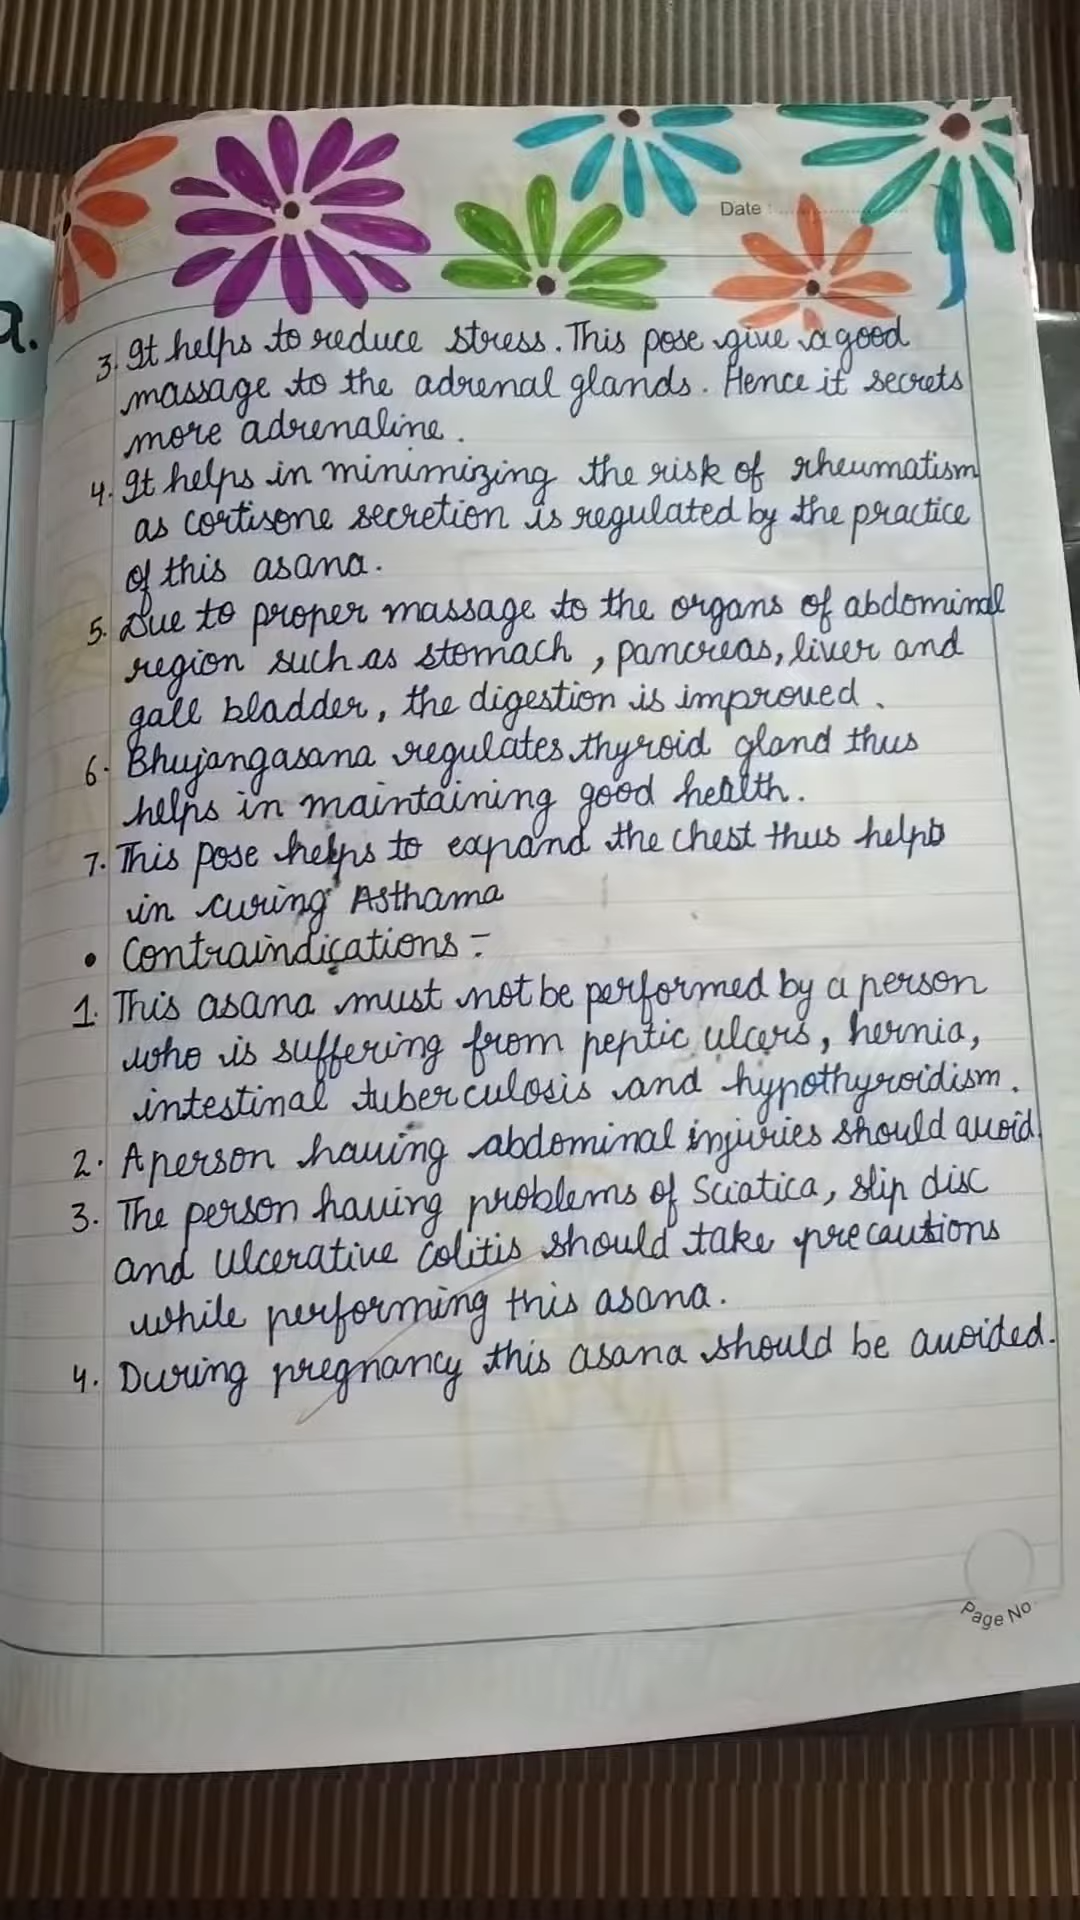 a.
Date :
3. It helps to reduce stress. This pose give a good
massage to the adrenal glands. Hence it secrets
more adrenaline.
4. It helps in minimizing the risk of rheumatism
as cortisone secretion is regulated by the practice
of this asana.
5. Due to proper massage to the organs of abdominal
region such as stomach, pancreas, liver and
gall bladder, the digestion is improved.
6. Bhujangasana regulates thyroid gland thus
helps in maintaining good health.
7. This pose helps to expand the chest thus helps
in curing Asthama
• Contraindications :-
1. This asana must not be performed by a person
who is suffering from peptic ulcers, hernia,
intestinal tuberculosis and hypothyroidism.
2. A person having abdominal injuries should avoid.
3. The person having problems of Sciatica, slip disc
and Ulcerative Colitis should take precautions
while performing this asana.
4. During pregnancy this asana should be avoided.
Page No